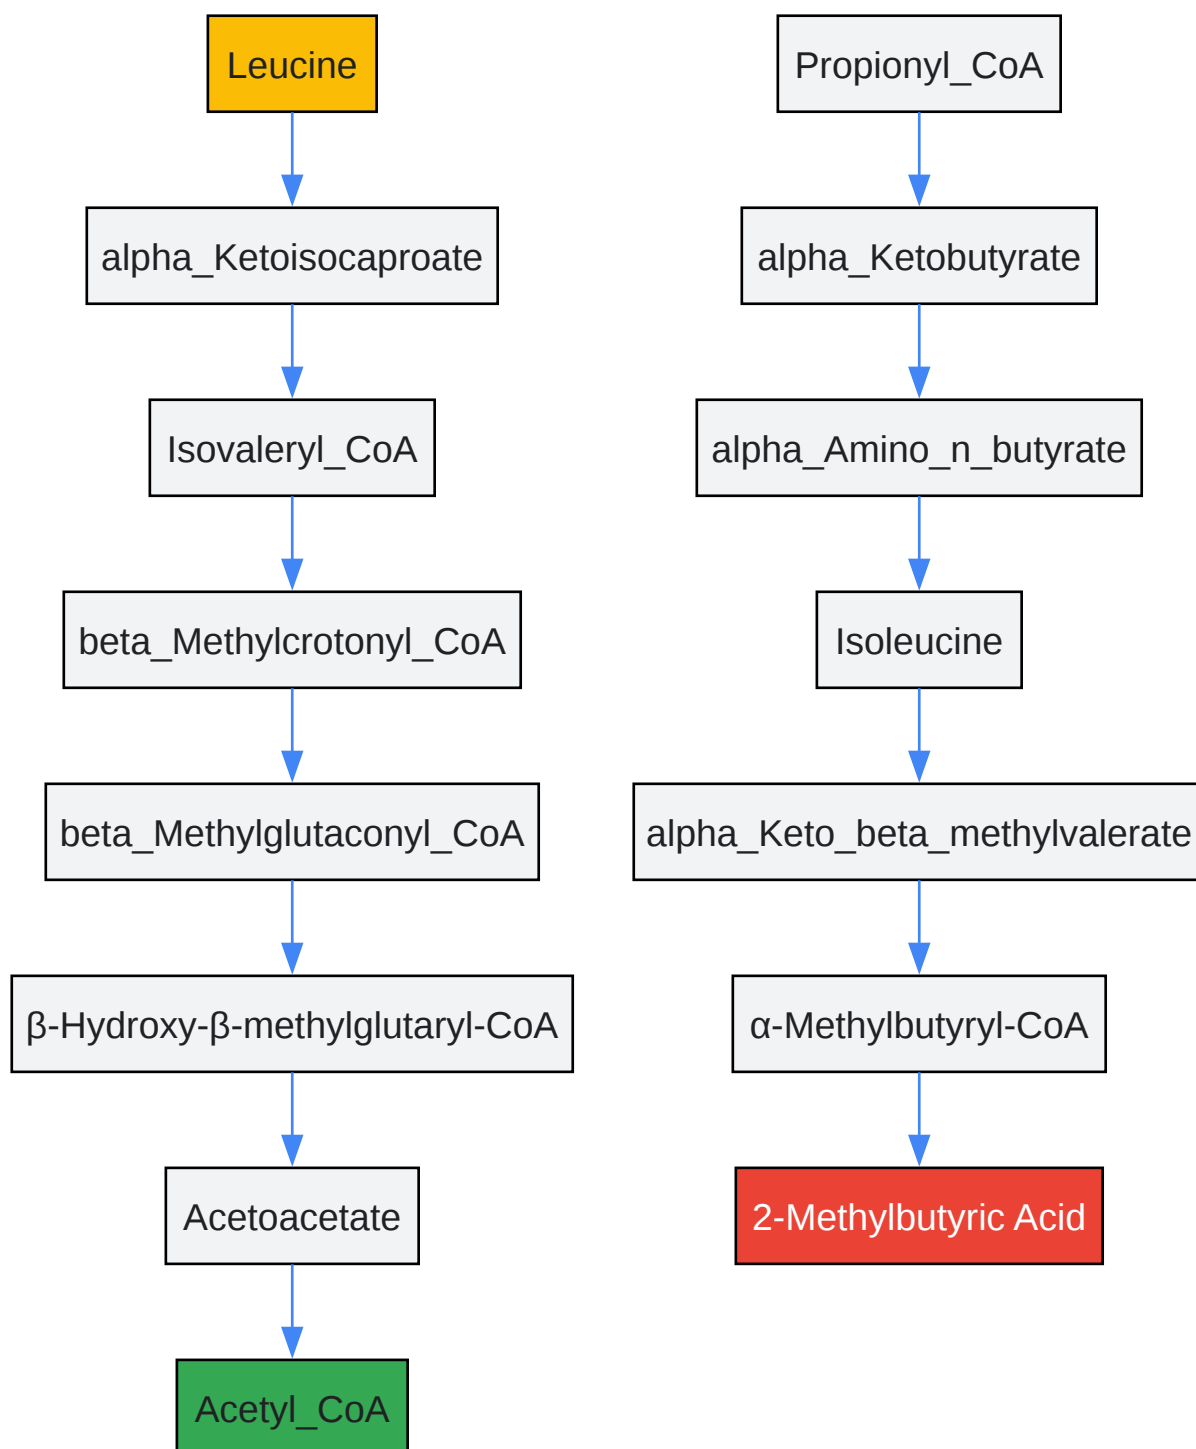 Leucine
alpha_Ketoisocaproate
Isovaleryl_CoA
beta_Methylcrotonyl_CoA
beta_Methylglutaconyl_CoA
β-Hydroxy-β-methylglutaryl-CoA
Acetoacetate
Acetyl_CoA
Propionyl_CoA
alpha_Ketobutyrate
alpha_Amino_n_butyrate
Isoleucine
alpha_Keto_beta_methylvalerate
α-Methylbutyryl-CoA
2-Methylbutyric Acid